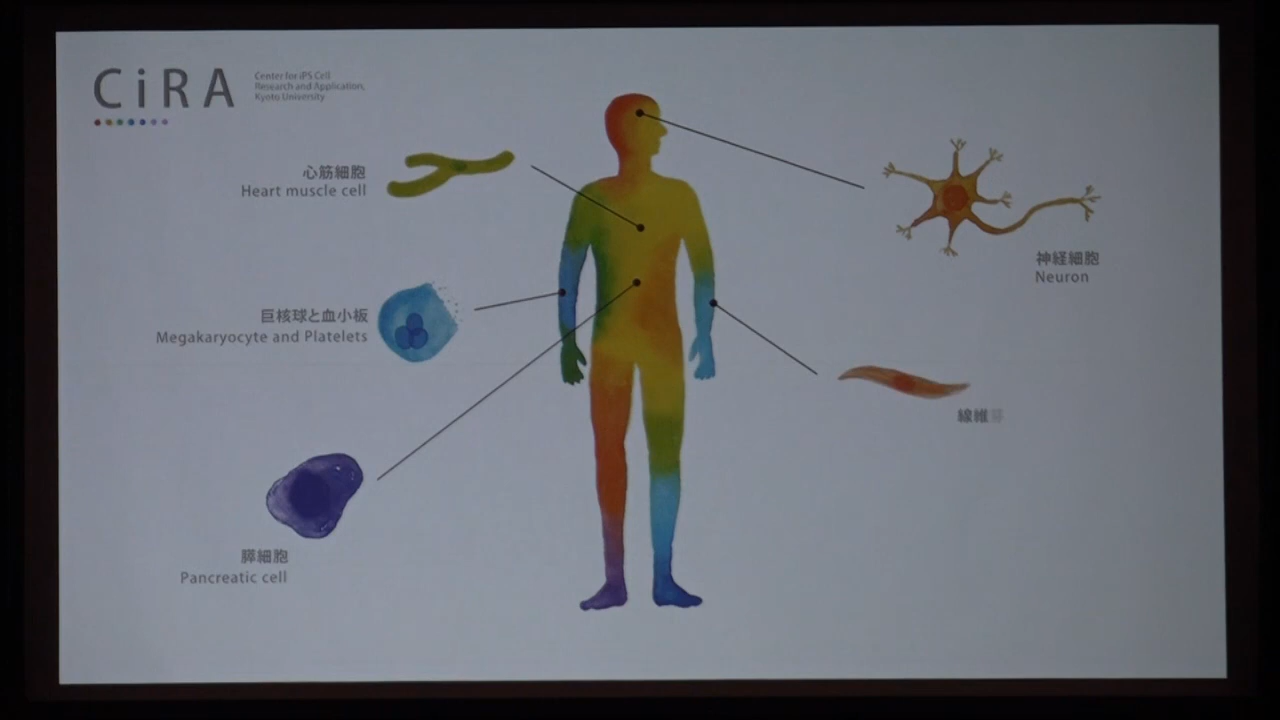 CiRA
Center for iPS Cell
Research and Application,
Kyoto University
心筋細胞
Heart muscle cell
巨核球と血小板
Megakaryocyte and Platelets
膵細胞
Pancreatic cell
神経細胞
Neuron
線維